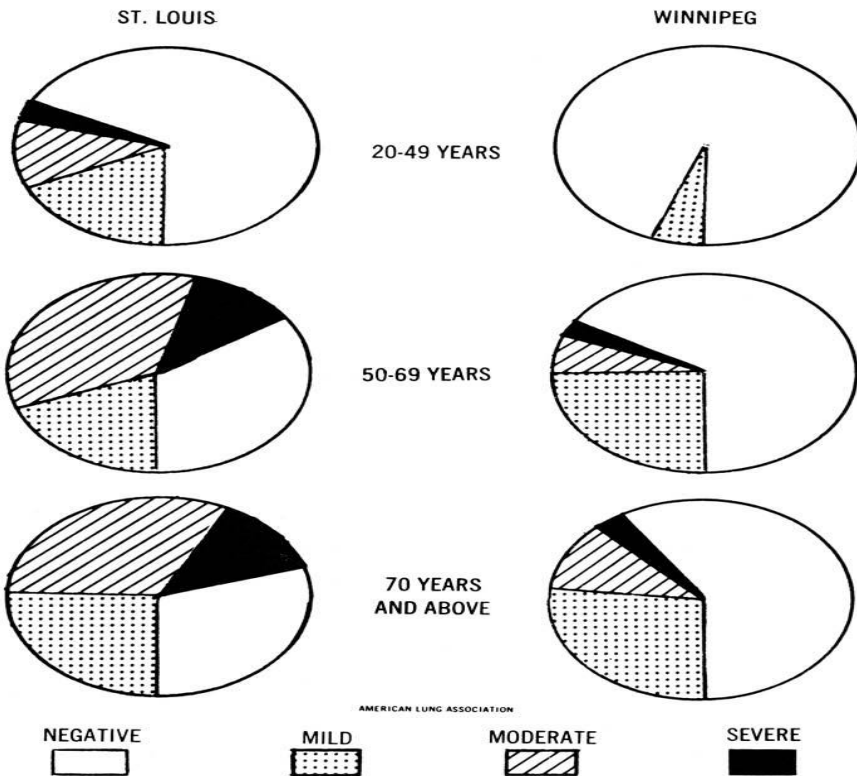 ST. LOUIS
WINNIPEG
20-49 YEARS
50-69 YEARS
70 YEARS
AND ABOVE
AMERICAN LUNG ASSOCIATION
NEGATIVE
MILD
MODERATE
SEVERE